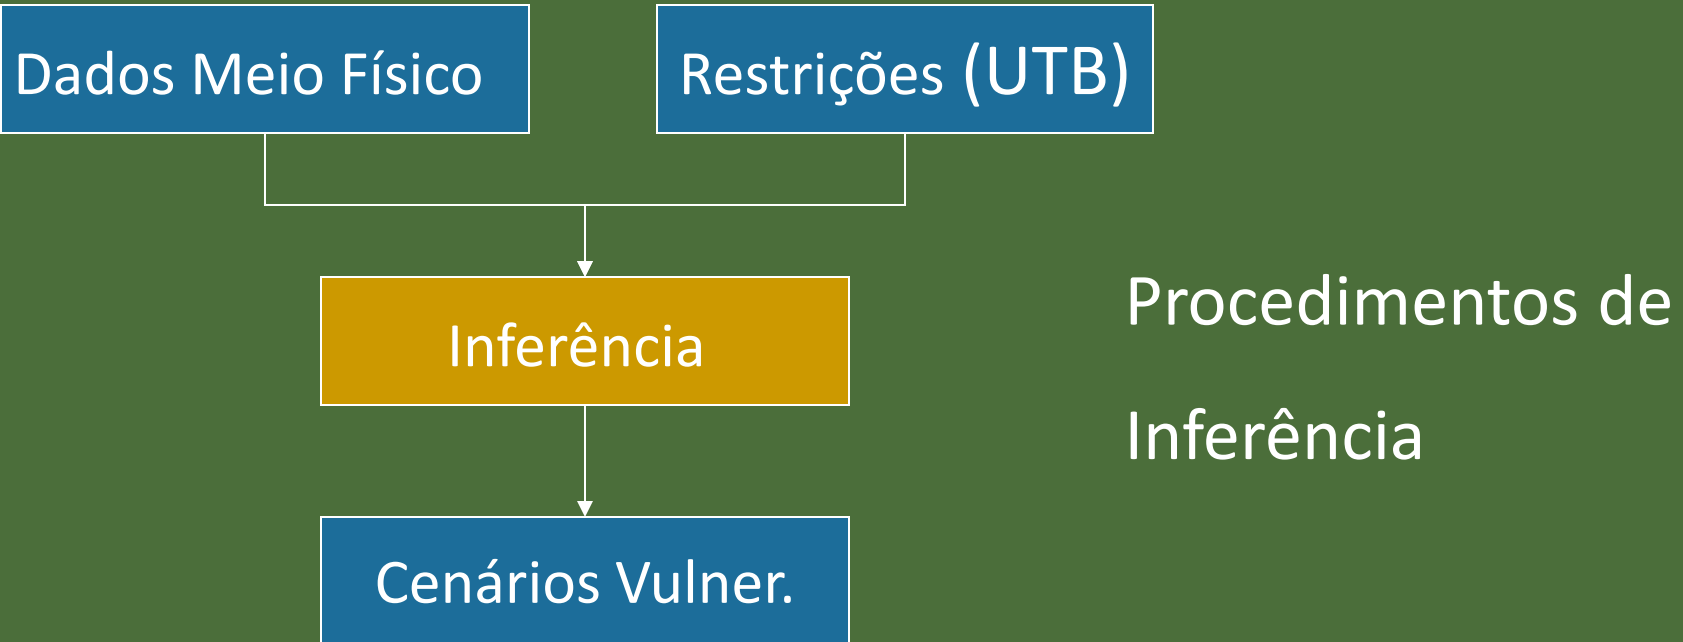 Dados Meio Físico
Restrições (UTB)
Inferência
Cenários Vulner.
Procedimentos de
Inferência